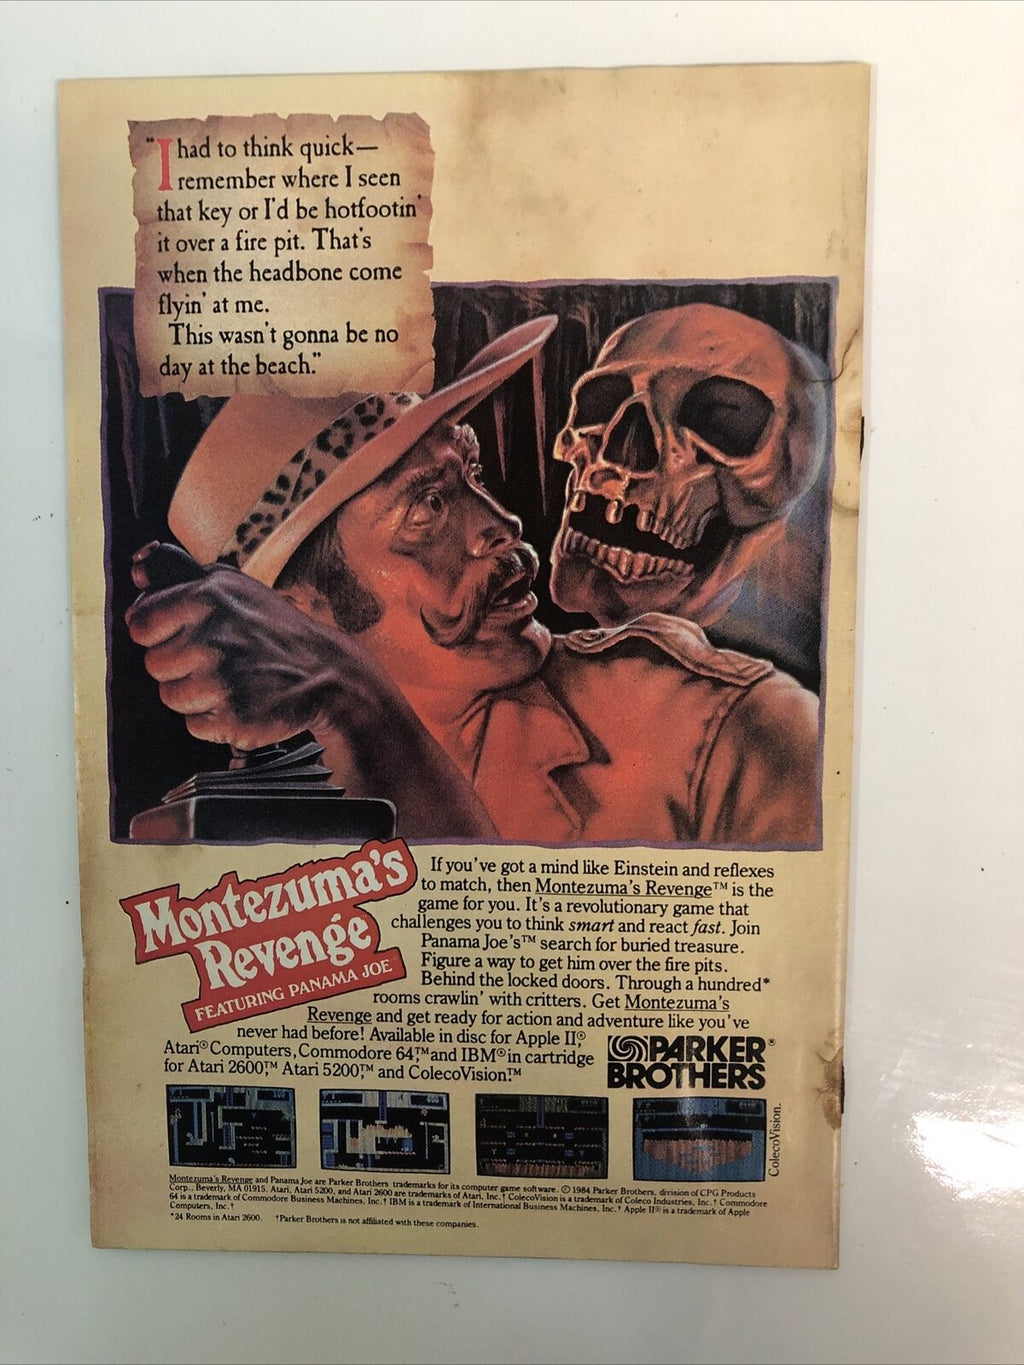 "I had to think quick—
remember where I seen
that key or I'd be hotfootin'
it over a fire pit. That's
when the headbone come
flyin' at me.
This wasn't gonna be no
day at the beach."
Montezuma's
Revenge
FEATURING PANAMA JOE™
If you've got a mind like Einstein and reflexes
to match, then Montezuma's Revenge™ is the
game for you. It's a revolutionary game that
challenges you to think smart and react fast. Join
Panama Joe's™ search for buried treasure.
Figure a way to get him over the fire pits.
Behind the locked doors. Through a hundred*
rooms crawlin' with critters. Get Montezuma's
Revenge and get ready for action and adventure like you've
never had before! Available in disc for Apple II,®
Atari® Computers, Commodore 64,™ and IBM® in cartridge
for Atari 2600,™ Atari 5200,™ and ColecoVision.™
PARKER®
BROTHERS
ColecoVision.
Montezuma's Revenge and Panama Joe are Parker Brothers trademarks for its computer game software. © 1984 Parker Brothers, division of CPG Products
Corp., Beverly, MA 01915. Atari, Atari 5200, and Atari 2600 are trademarks of Atari, Inc.† ColecoVision is a trademark of Coleco Industries, Inc.† Commodore
64 is a trademark of Commodore Business Machines, Inc.† IBM is a trademark of International Business Machines, Inc.† Apple II® is a trademark of Apple
Computers, Inc.†
*24 Rooms in Atari 2600. †Parker Brothers is not affiliated with these companies.